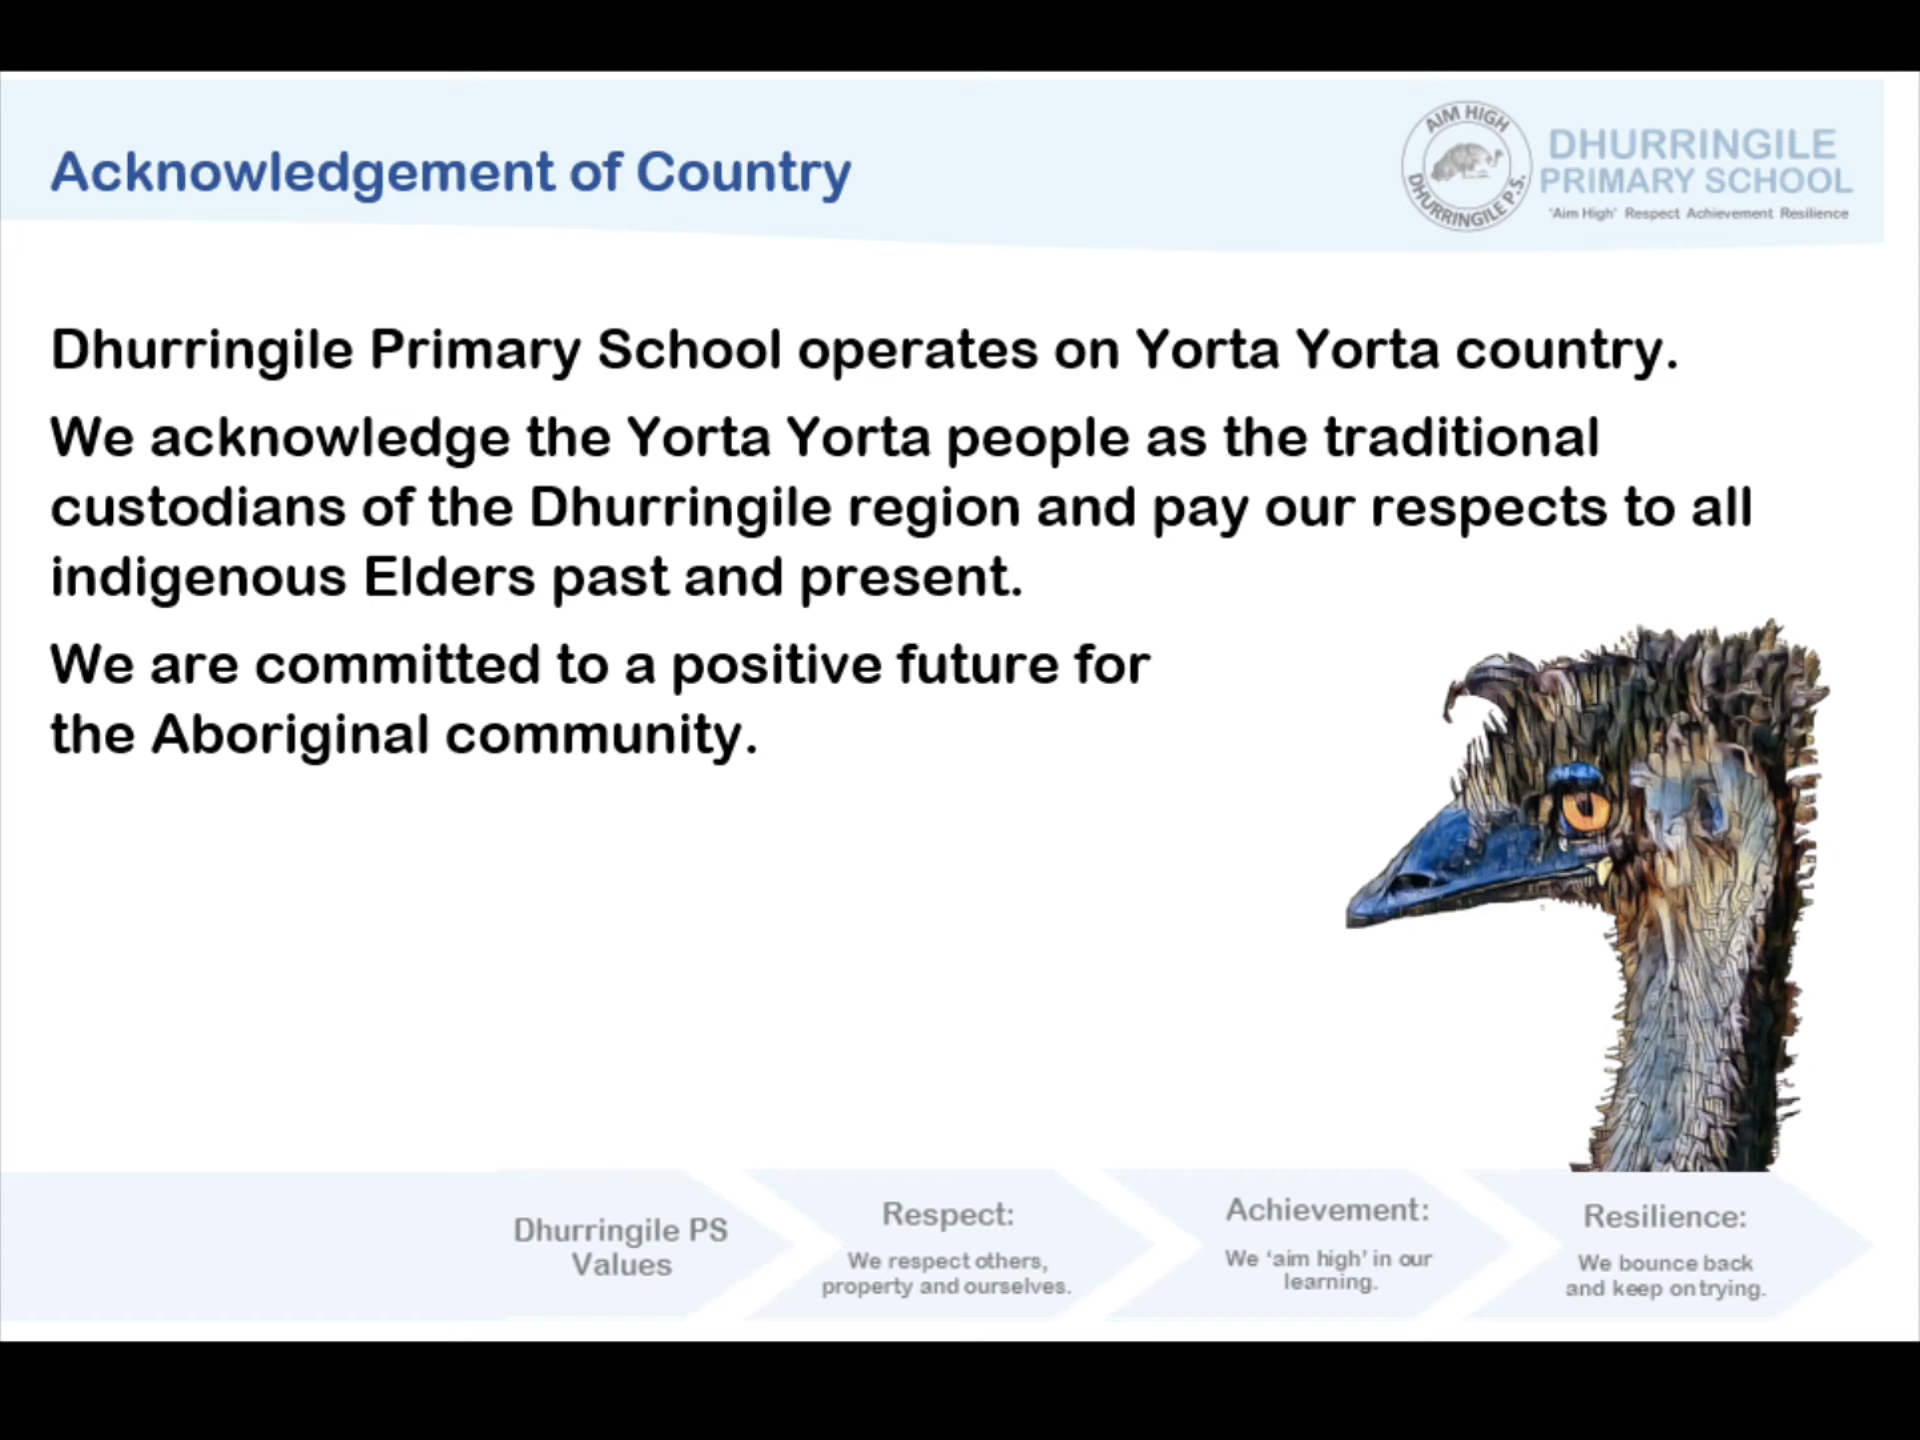 Acknowledgement of Country
AIM HIGH
DHURRINGILE P.S.
DHURRINGILE
PRIMARY SCHOOL
'Aim High' Respect Achievement Resilience
Dhurringile Primary School operates on Yorta Yorta country.
We acknowledge the Yorta Yorta people as the traditional
custodians of the Dhurringile region and pay our respects to all
indigenous Elders past and present.
We are committed to a positive future for
the Aboriginal community.
Dhurringile PS
Values
Respect:
We respect others,
property and ourselves.
Achievement:
We ‘aim high’ in our
learning.
Resilience:
We bounce back
and keep on trying.